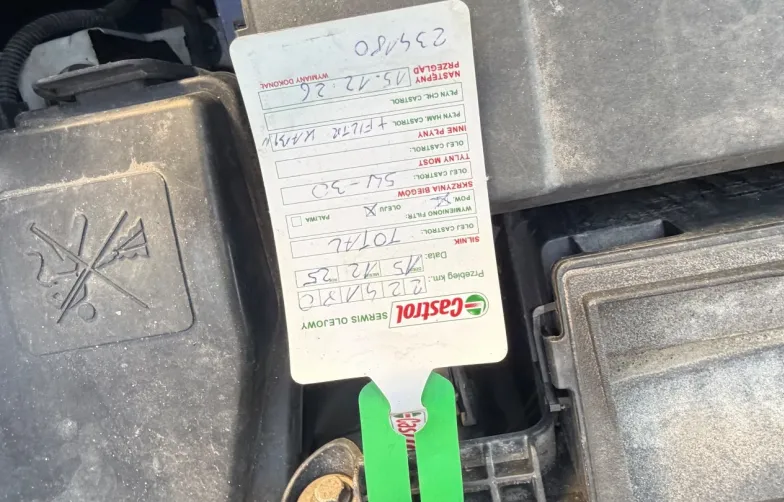 Castrol SERWIS OLEJOWY
Przebieg km.: 224180
Data: 15 12 25
SILNIK
OLEJ CASTROL: TOTAL
WYMIENIONO FILTR:
POW. X OLEJU X PALIWA
SKRZYNIA BIEGÓW
OLEJ CASTROL: 5W-30
TYLNY MOST
OLEJ CASTROL:
INNE PŁYNY
PŁYN HAM. CASTROL + FILTR KABIN
PŁYN CHŁ. CASTROL
NASTĘPNY PRZEGLĄD 15.12.26 WYMIANY DOKONAŁ
234180